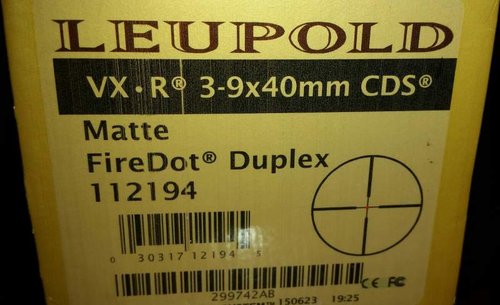 LEUPOLD
VX·R® 3-9x40mm CDS®
Matte
FireDot® Duplex
112194
0 30317 12194 5
CE FC
299742AB
150623 19:25